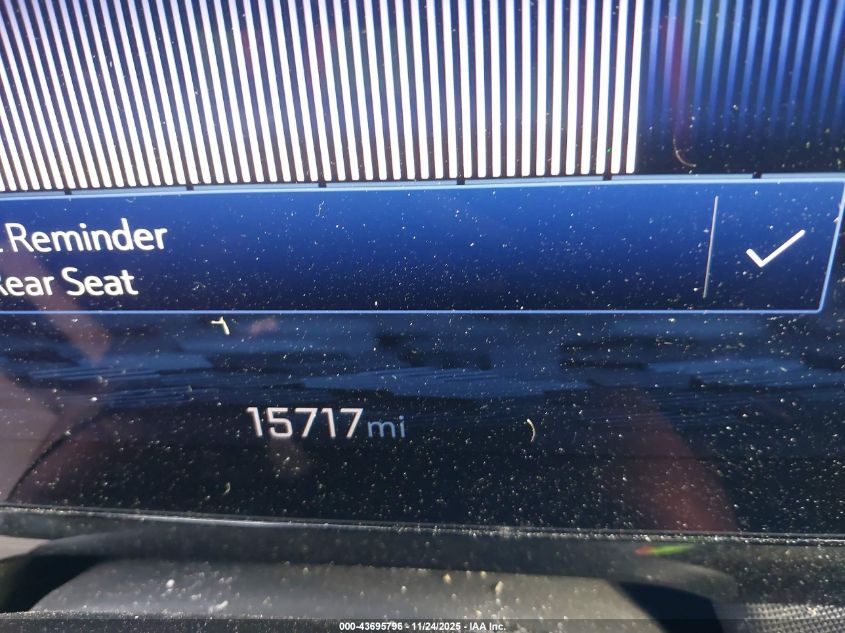 Reminder
Rear Seat
15717mi
000-43695796 - 11/24/2025 - IAA Inc.